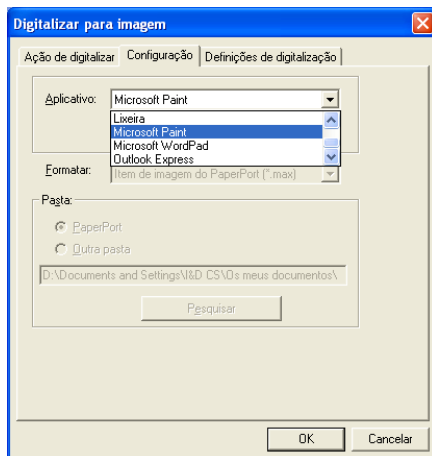 Digitalizar para imagem
Ação de digitalizar Configuração Definições de digitalização
Aplicativo: Microsoft Paint
Lixeira
Microsoft Paint
Microsoft WordPad
Outlook Express
Formatar: Item de imagem do PaperPort (*.max)
Pasta:
PaperPort
Outra pasta
D:\Documents and Settings\I&D CS\Os meus documentos\
Pesquisar
OK Cancelar